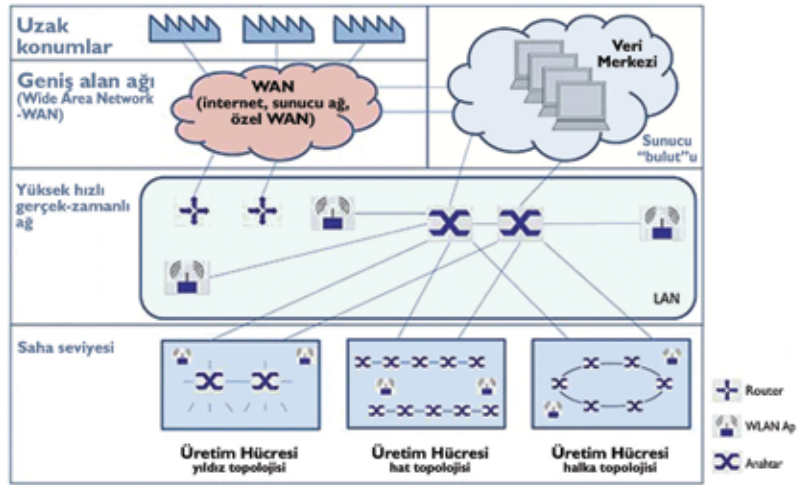 Uzak
konumlar
Geniş alan ağı
(Wide Area Network
-WAN)
WAN
(internet, sunucu ağ,
özel WAN)
Veri
Merkezi
Sunucu
"bulut"u
Yüksek hızlı
gerçek-zamanlı
ağ
LAN
Saha seviyesi
Üretim Hücresi
yıldız topolojisi
Üretim Hücresi
hat topolojisi
Üretim Hücresi
halka topolojisi
Router
WLAN Ap
Anahtar